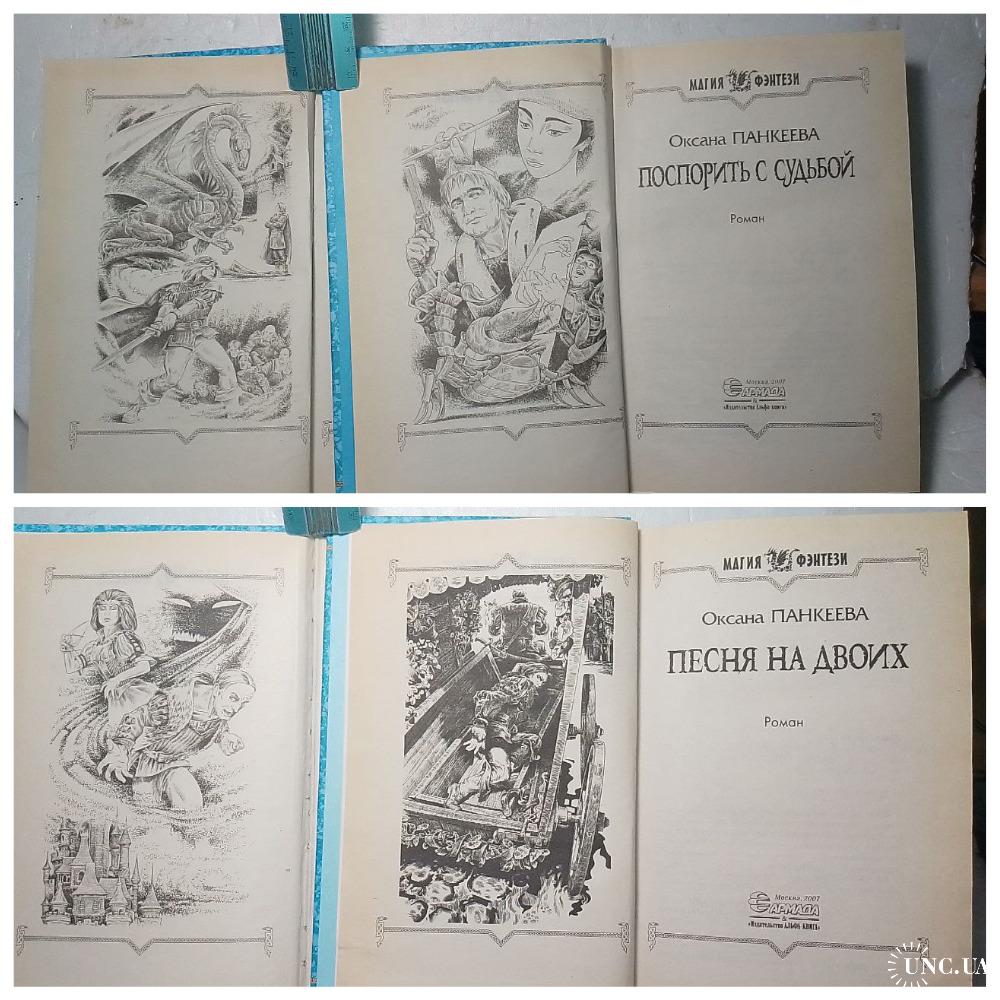 МАГИЯ ФЭНТЕЗИ
Оксана ПАНКЕЕВА
ПОСПОРИТЬ С СУДЬБОЙ
Роман
Москва, 2007
АРМАДА
&
«Издательство Альфа-книга»
МАГИЯ ФЭНТЕЗИ
Оксана ПАНКЕЕВА
ПЕСНЯ НА ДВОИХ
Роман
Москва, 2007
АРМАДА
&
«Издательство АЛЬФА-КНИГА»
UNC.UA